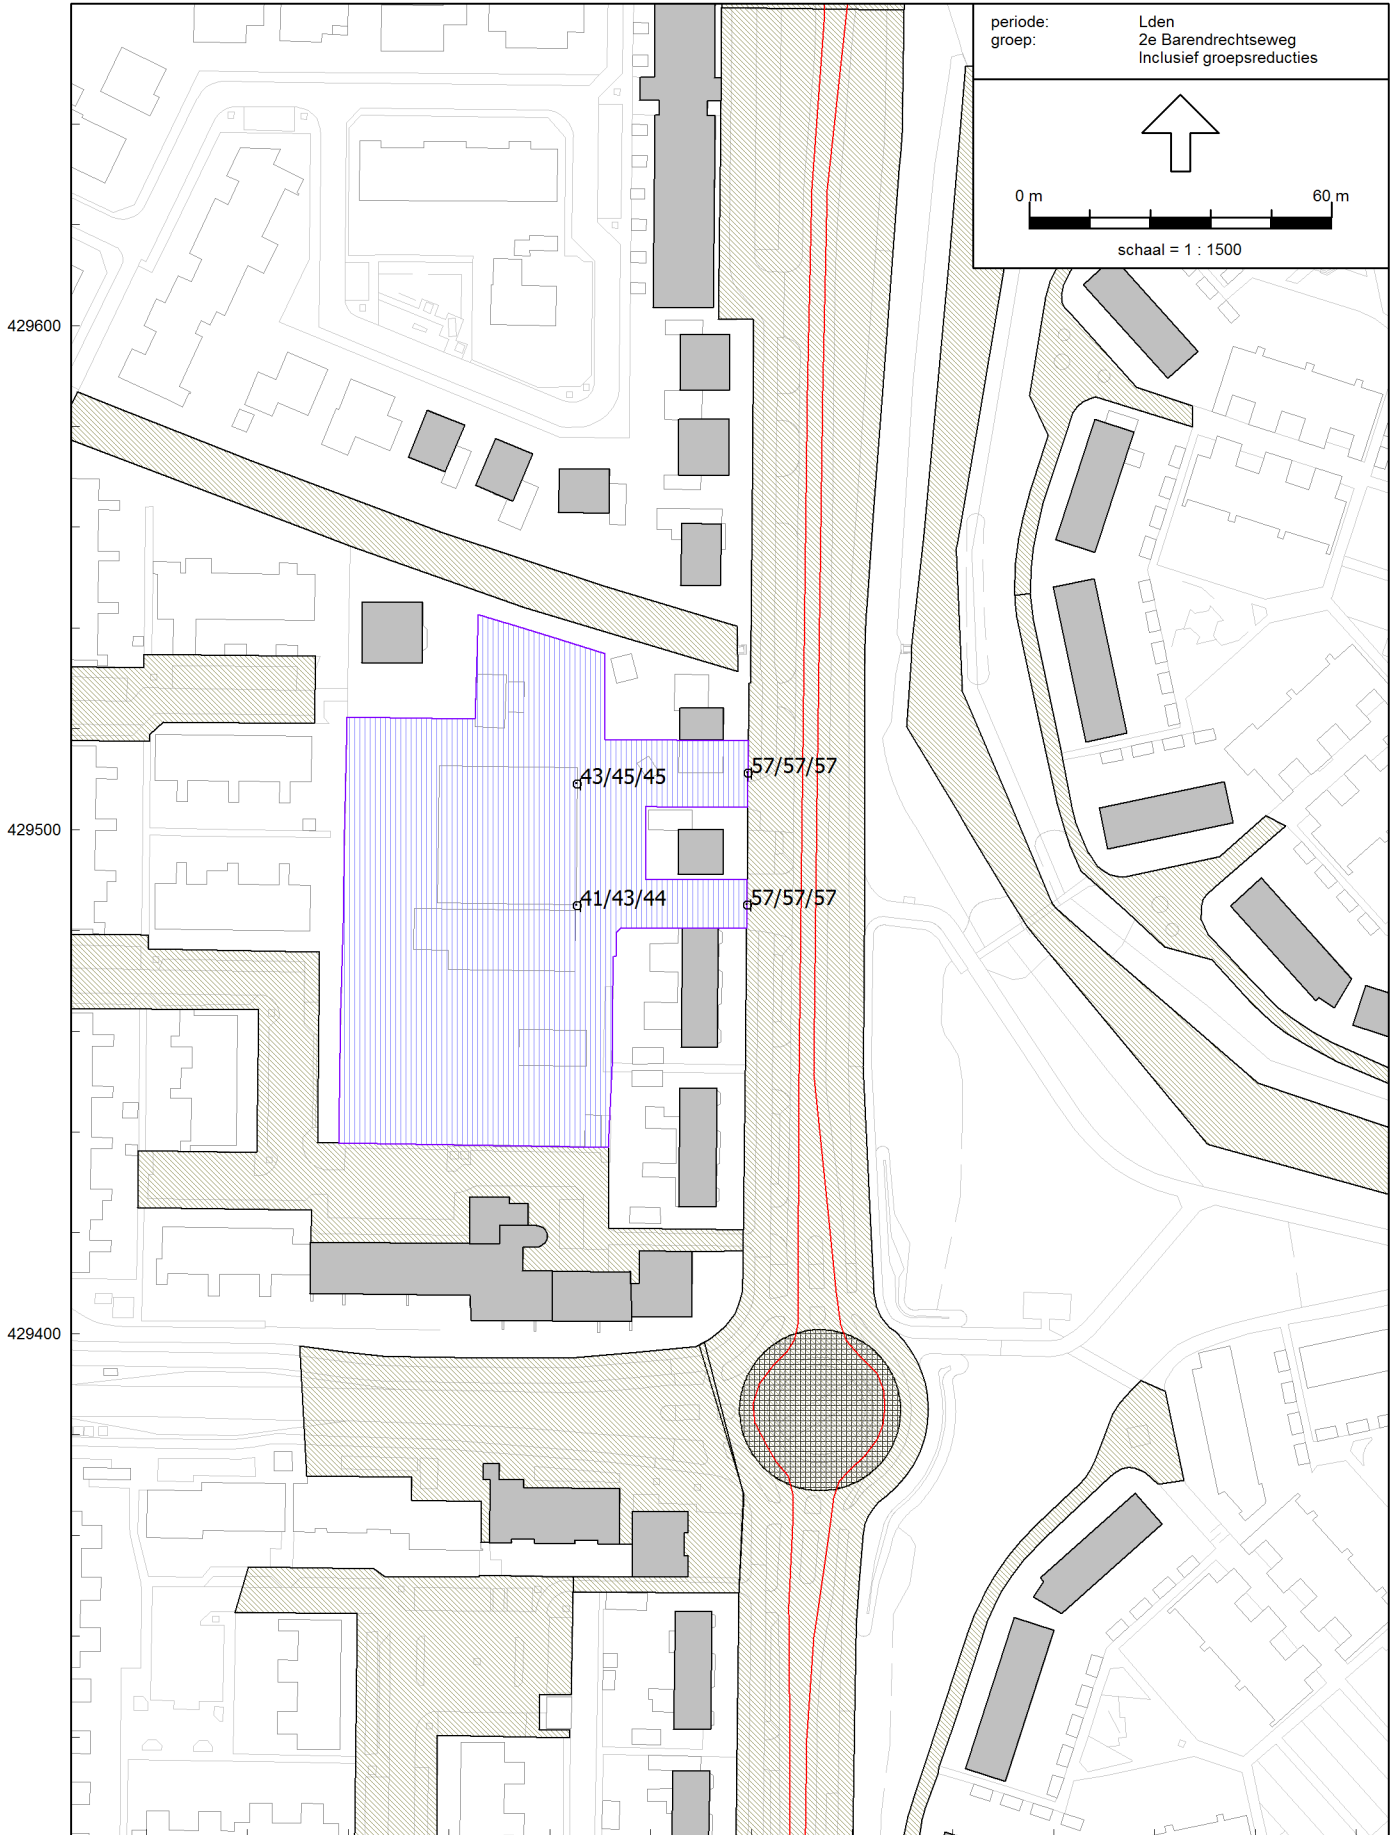 periode: Lden
groep: 2e Barendrechtseweg
Inclusief groepsreducties
0 m 60 m
schaal = 1 : 1500
429600
57/57/57
43/45/45
429500
41/43/44 57/57/57
429400